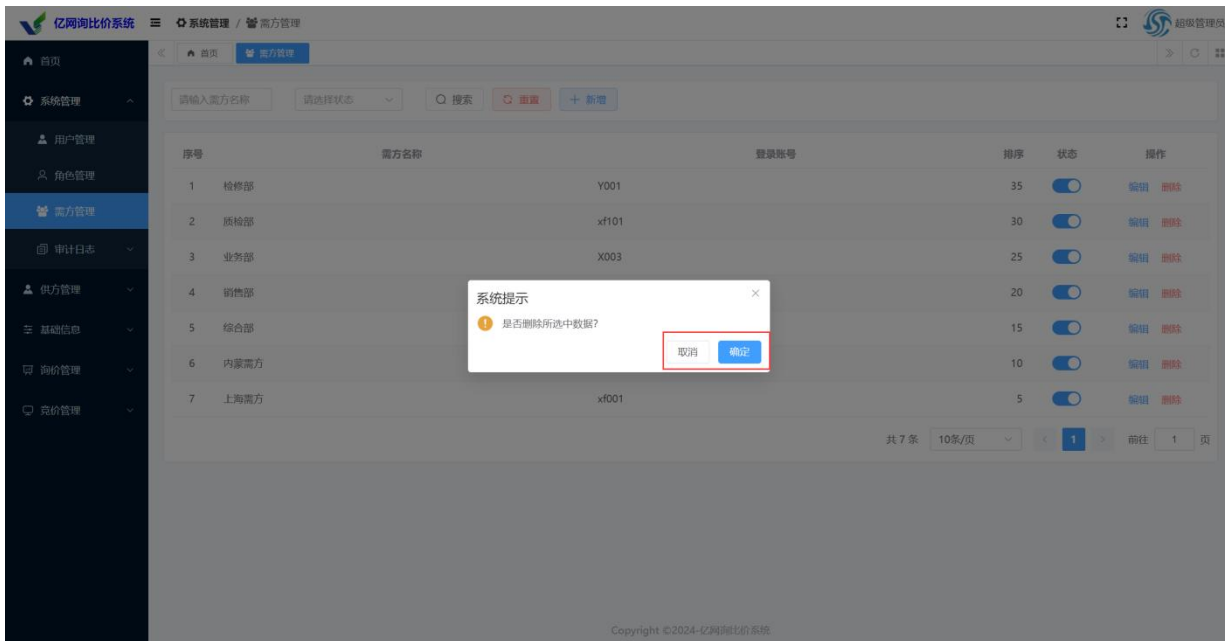 亿网询比价系统 系统管理 / 需方管理 超级管理员
首页 需方管理
首页
系统管理
用户管理
角色管理
需方管理
审计日志
供方管理
基础信息
询价管理
竞价管理
请输入需方名称 请选择状态 搜索 重置 新增
序号 需方名称 登录账号 排序 状态 操作
1 检修部 Y001 35 编辑 删除
2 质检部 xf101 30 编辑 删除
3 业务部 X003 25 编辑 删除
4 销售部 20 编辑 删除
5 综合部 15 编辑 删除
6 内蒙需方 10 编辑 删除
7 上海需方 xf001 5 编辑 删除
系统提示
是否删除所选中数据?
取消 确定
共 7 条 10条/页 1 前往 1 页
Copyright ©2024-亿网询比价系统